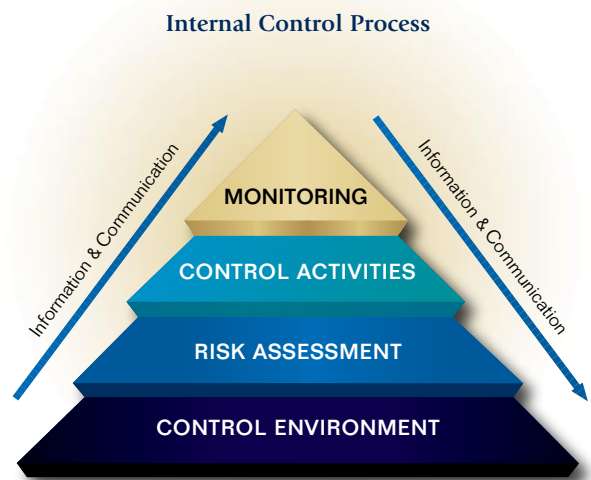 Internal Control Process
Information & Communication
Information & Communication
MONITORING
CONTROL ACTIVITIES
RISK ASSESSMENT
CONTROL ENVIRONMENT